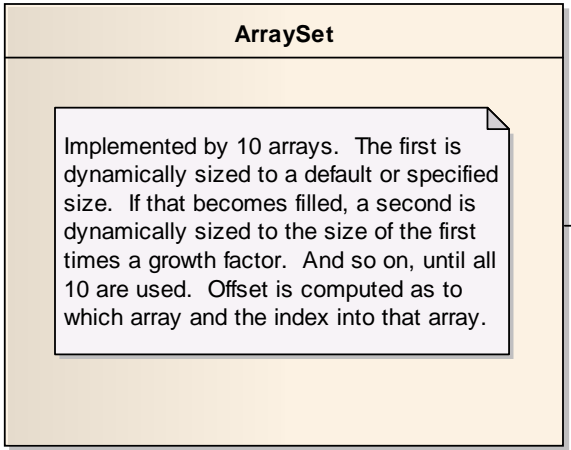 ArraySet
Implemented by 10 arrays.  The first is
dynamically sized to a default or specified
size.  If that becomes filled, a second is
dynamically sized to the size of the first
times a growth factor.  And so on, until all
10 are used.  Offset is computed as to
which array and the index into that array.